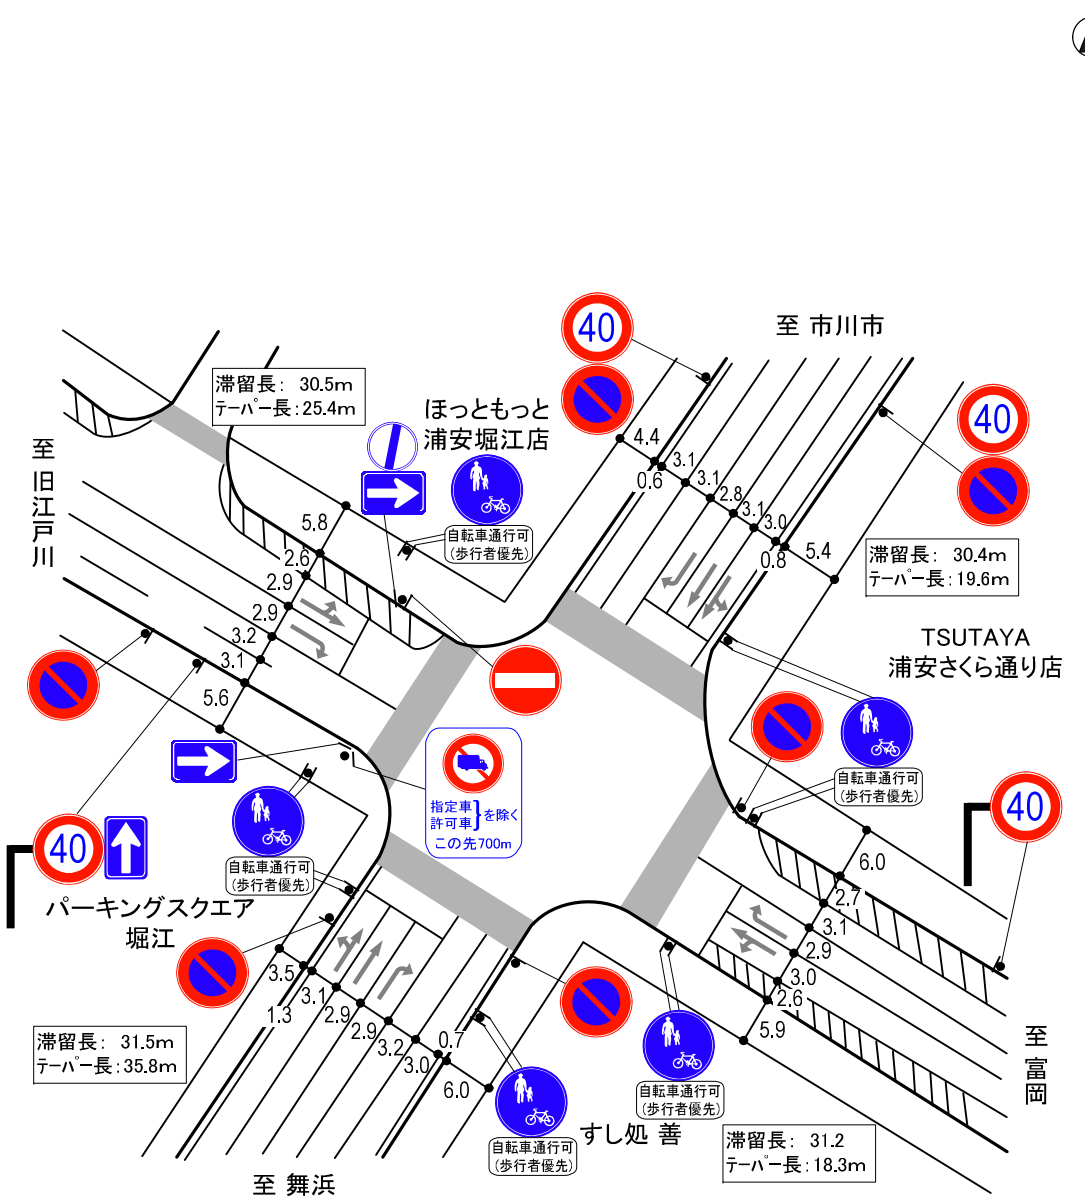 40
至 市川市
滞留長： 30.5m
テーパー長：25.4m
ほっともっと
浦安堀江店
40
至
旧
江
戸
川
自転車通行可
(歩行者優先)
4.4
0.6
3.1
3.1
2.8
3.1
3.0
0.8
5.4
滞留長： 30.4m
テーパー長：19.6m
5.8
2.6
2.9
2.9
3.2
3.1
5.6
TSUTAYA
浦安さくら通り店
自転車通行可
(歩行者優先)
指定車
許可車
}を除く
この先700m
40
40
自転車通行可
(歩行者優先)
パーキングスクエア
堀江
6.0
2.7
3.1
2.9
3.0
2.6
5.9
3.5
1.3
3.1
2.9
2.9
3.2
3.0
0.7
6.0
滞留長： 31.5m
テーパー長：35.8m
至
富
岡
自転車通行可
(歩行者優先)
自転車通行可
(歩行者優先)
すし処 善
滞留長： 31.2
テーパー長：18.3m
至 舞浜